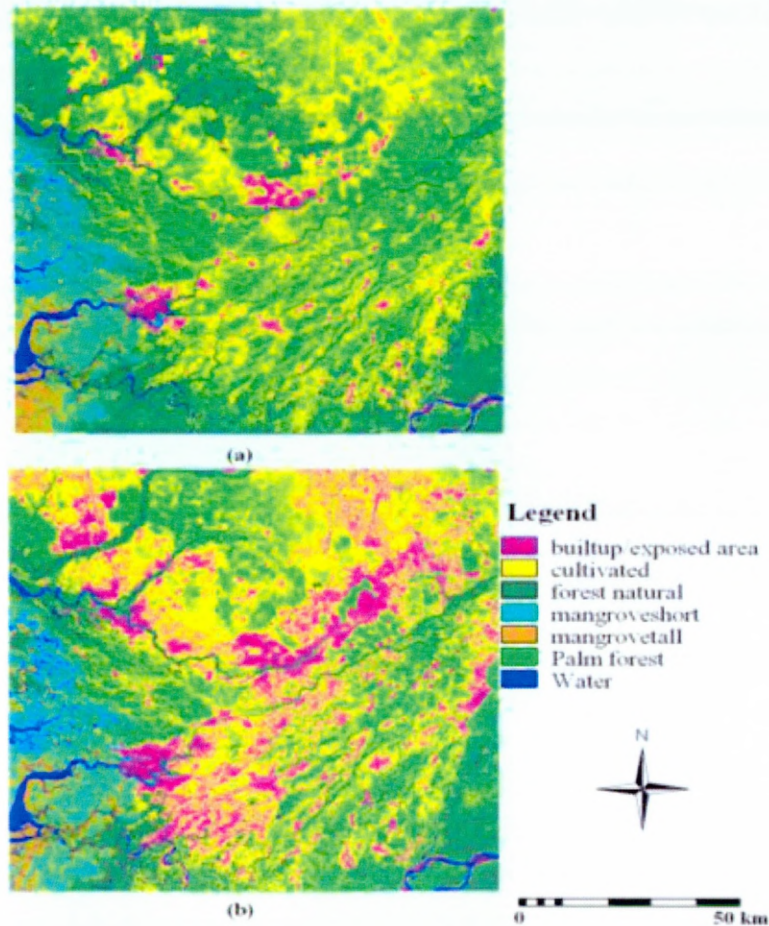 (a)
Legend
builtup exposed area
cultivated
forest natural
mangroveshort
mangrovetall
Palm forest
Water
N
(b)
0 50 km